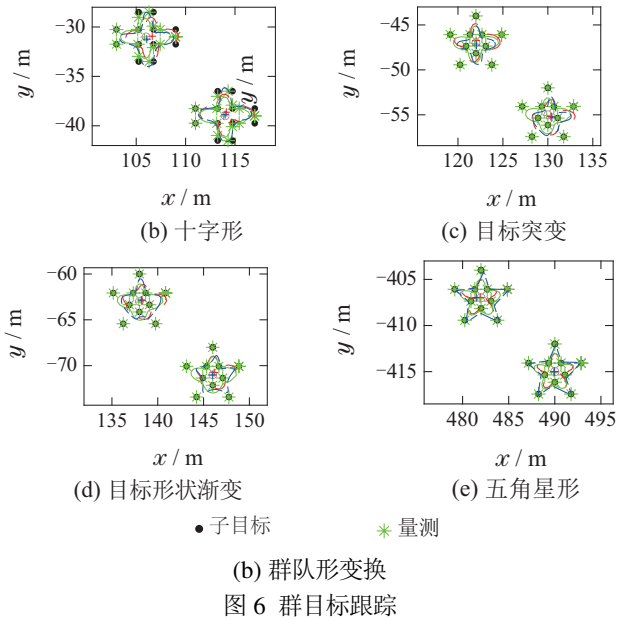 −30
−35
−40
y / m
y / m
105
110
115
x / m
(b) 十字形
−45
−50
−55
y / m
120
125
130
135
x / m
(c) 目标突变
−60
−65
−70
y / m
135
140
145
150
x / m
(d) 目标形状渐变
−405
−410
−415
y / m
480
485
490
495
x / m
(e) 五角星形
子目标
量测
(b) 群队形变换
图 6 群目标跟踪